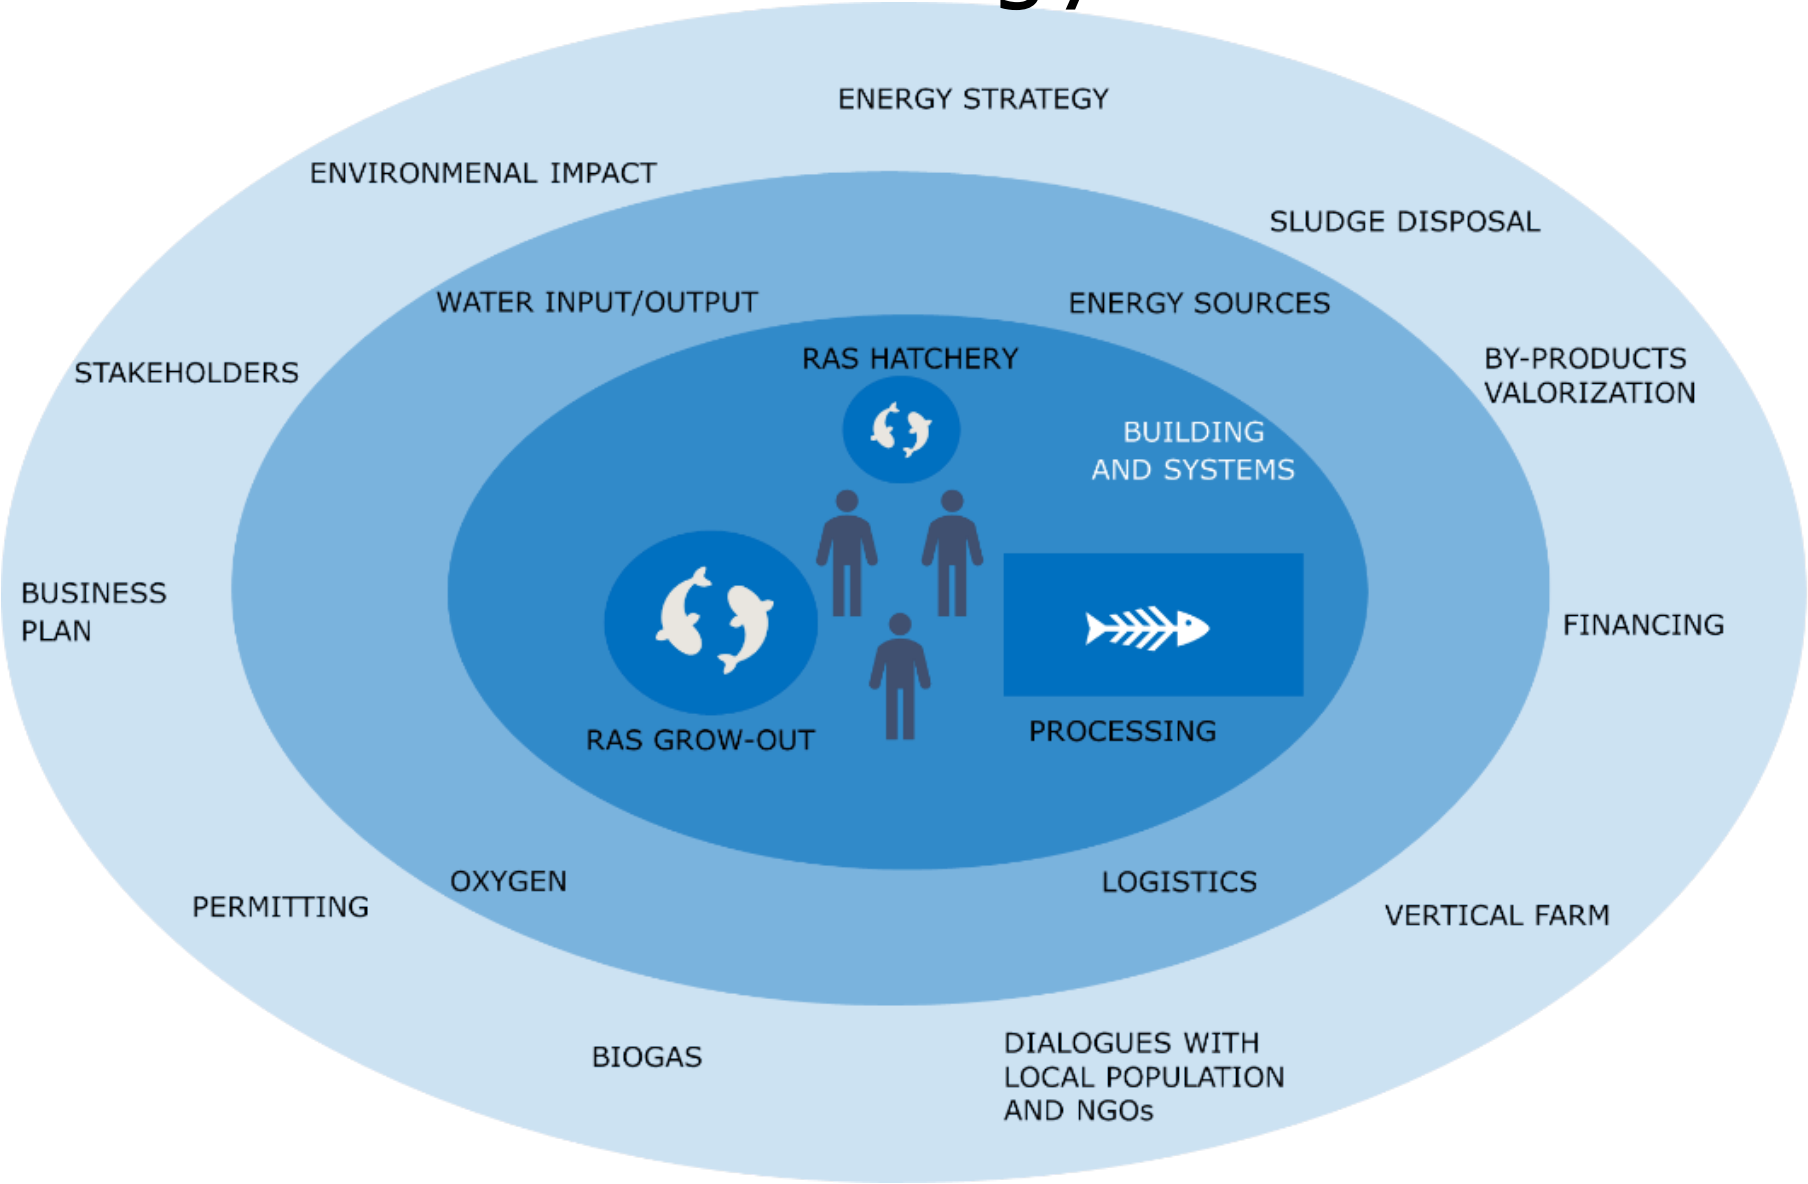 ENERGY STRATEGY
ENVIRONMENAL IMPACT
SLUDGE DISPOSAL
WATER INPUT/OUTPUT
ENERGY SOURCES
RAS HATCHERY
STAKEHOLDERS
BY-PRODUCTS
VALORIZATION
BUILDING
AND SYSTEMS
BUSINESS
PLAN
FINANCING
RAS GROW-OUT
PROCESSING
OXYGEN
LOGISTICS
PERMITTING
VERTICAL FARM
BIOGAS
DIALOGUES WITH
LOCAL POPULATION
AND NGOs